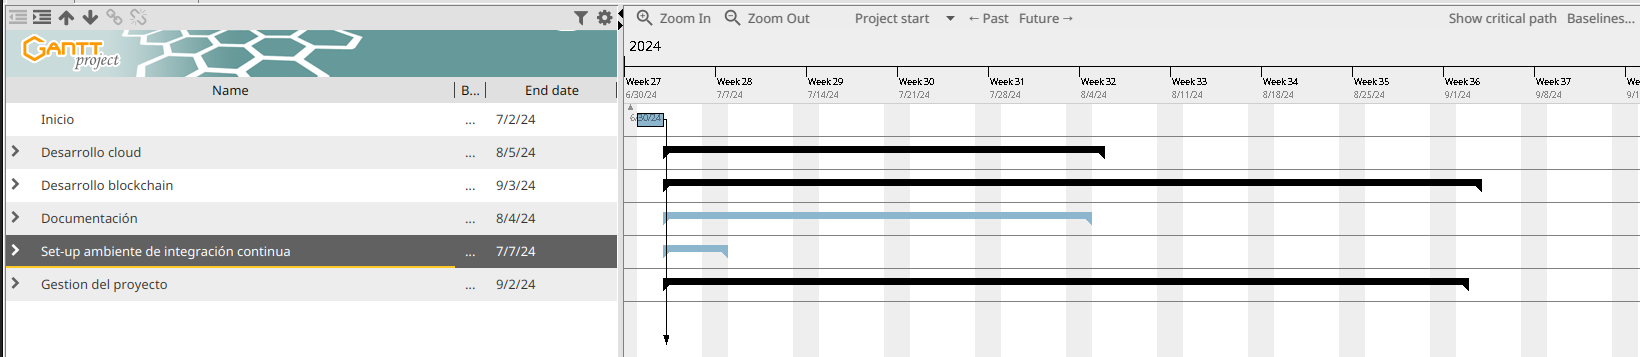 Zoom In Zoom Out Project start ← Past Future → Show critical path Baselines...
GANTT
project
2024
Week 27 Week 28 Week 29 Week 30 Week 31 Week 32 Week 33 Week 34 Week 35 Week 36 Week 37 We
6/30/24 7/7/24 7/14/24 7/21/24 7/28/24 8/4/24 8/11/24 8/18/24 8/25/24 9/1/24 9/8/24 9/1
Name B... End date
Inicio ... 7/2/24
6/30/24
Desarrollo cloud ... 8/5/24
Desarrollo blockchain ... 9/3/24
Documentación ... 8/4/24
Set-up ambiente de integración continua ... 7/7/24
Gestion del proyecto ... 9/2/24